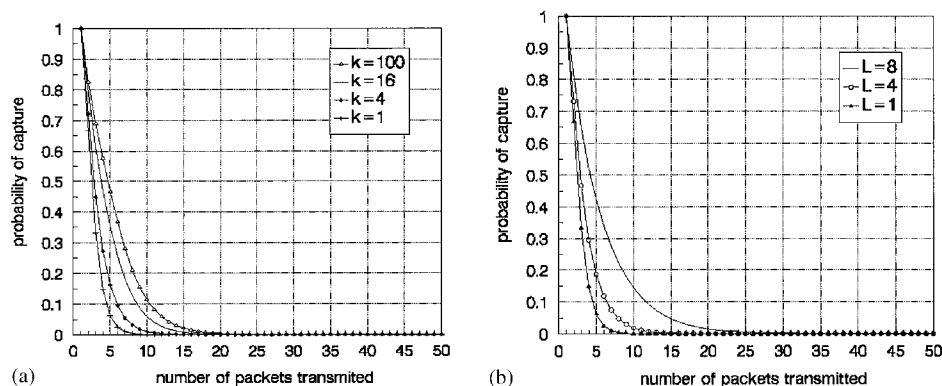 1
0.9
0.8
0.7
0.6
0.5
0.4
0.3
0.2
0.1
0
probability of capture
k=100
k=16
k=4
k=1
0 5 10 15 20 25 30 35 40 45 50
number of packets transmited
(a)
1
0.9
0.8
0.7
0.6
0.5
0.4
0.3
0.2
0.1
0
probability of capture
L=8
L=4
L=1
0 5 10 15 20 25 30 35 40 45 50
number of packets transmitted
(b)